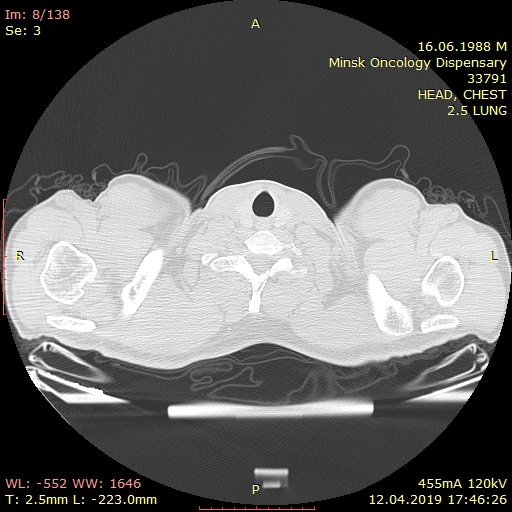 Im: 8/138
Se: 3
A
16.06.1988 M
Minsk Oncology Dispensary
33791
HEAD, CHEST
2.5 LUNG
R
L
WL: -552 WW: 1646
T: 2.5mm L: -223.0mm
P
455mA 120kV
12.04.2019 17:46:26